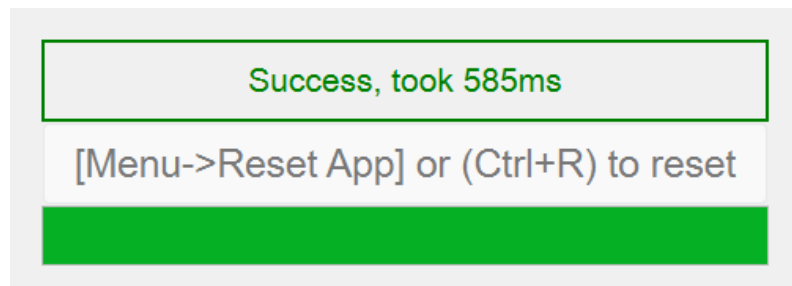 Success, took 585ms
[Menu->Reset App] or (Ctrl+R) to reset